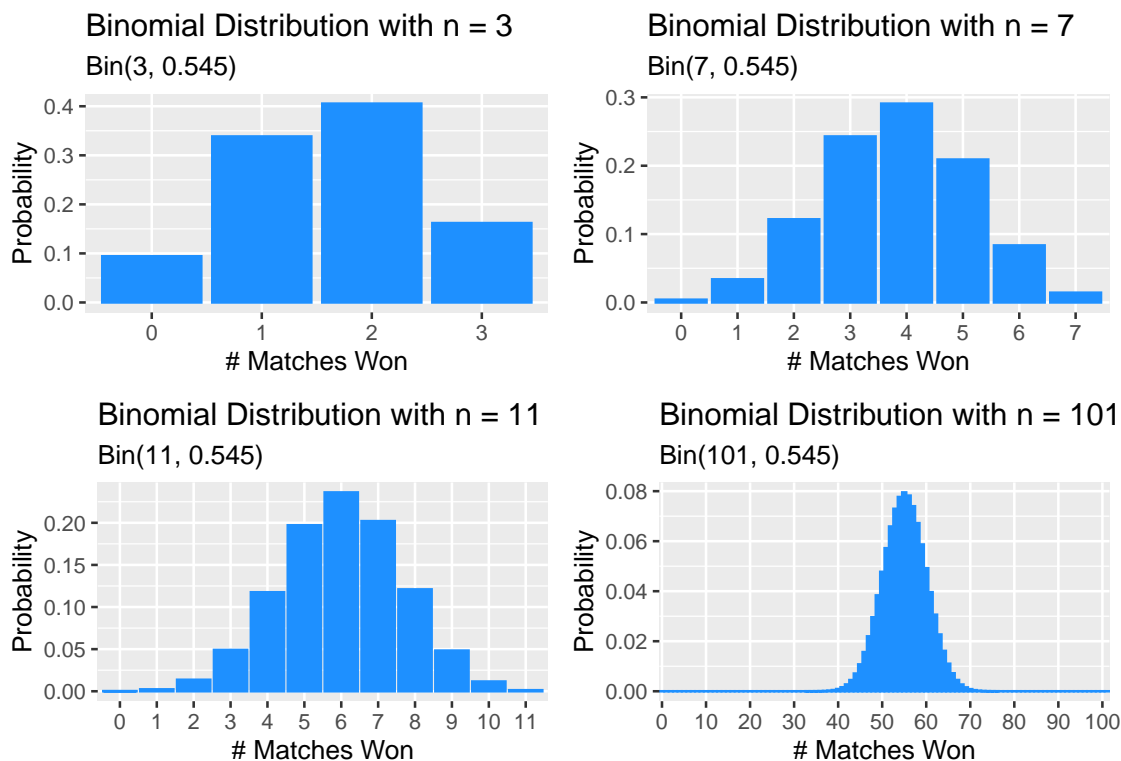 Binomial Distribution with n = 3
Bin(3, 0.545)
0.4
0.3
0.2
0.1
0.0
Probability
0 1 2 3
# Matches Won
Binomial Distribution with n = 7
Bin(7, 0.545)
0.3
0.2
0.1
0.0
Probability
0 1 2 3 4 5 6 7
# Matches Won
Binomial Distribution with n = 11
Bin(11, 0.545)
0.20
0.15
0.10
0.05
0.00
Probability
0 1 2 3 4 5 6 7 8 9 10 11
# Matches Won
Binomial Distribution with n = 101
Bin(101, 0.545)
0.08
0.06
0.04
0.02
0.00
Probability
0 10 20 30 40 50 60 70 80 90 100
# Matches Won